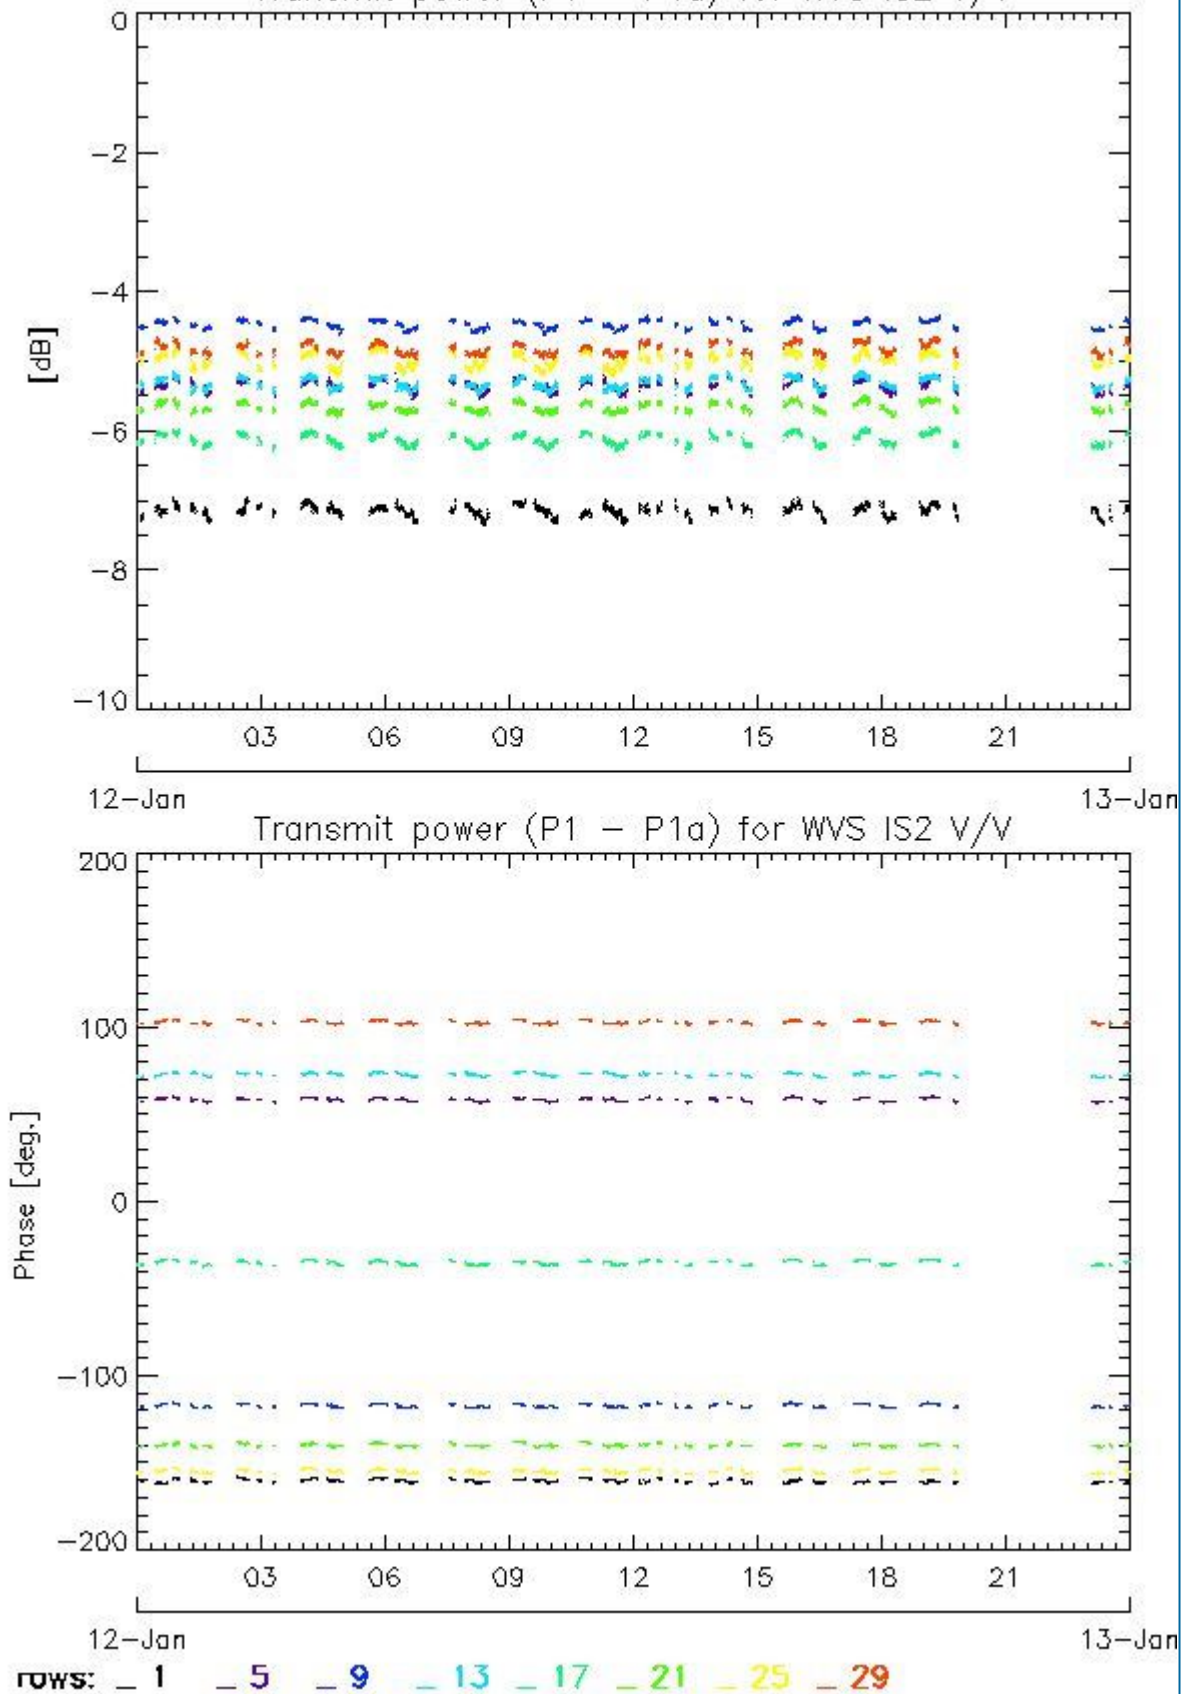 0
-2
-4
[dB]
-6
-8
-10
03 06 09 12 15 18 21
12-Jan 13-Jan
Transmit power (P1 - P1a) for WVS IS2 V/V
200
100
Phase [deg.]
0
-100
-200
03 06 09 12 15 18 21
12-Jan 13-Jan
rows: _ 1 _ 5 _ 9 _ 13 _ 17 _ 21 _ 25 _ 29